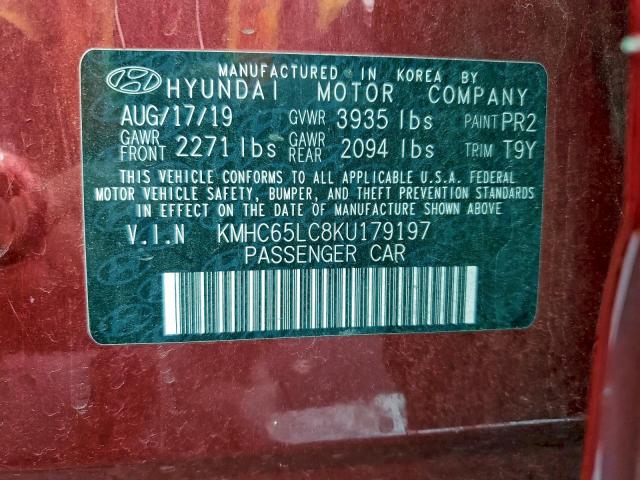 MANUFACTURED IN KOREA BY
HYUNDAI MOTOR COMPANY
AUG/17/19 GVWR 3935 lbs PAINT PR2
GAWR FRONT 2271 lbs GAWR REAR 2094 lbs TRIM T9Y
THIS VEHICLE CONFORMS TO ALL APPLICABLE U.S.A. FEDERAL
MOTOR VEHICLE SAFETY, BUMPER, AND THEFT PREVENTION STANDARDS
IN EFFECT ON THE DATE OF MANUFACTURE SHOWN ABOVE.
V.I.N KMHC65LC8KU179197
PASSENGER CAR